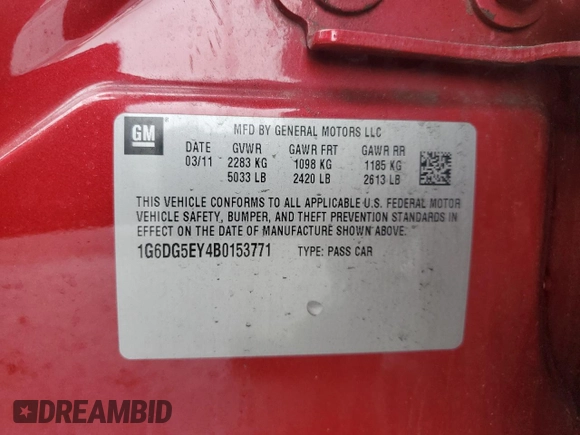 GM
MFD BY GENERAL MOTORS LLC
DATE GVWR GAWR FRT GAWR RR
03/11 2283 KG 1098 KG 1185 KG
5033 LB 2420 LB 2613 LB
THIS VEHICLE CONFORMS TO ALL APPLICABLE U.S. FEDERAL MOTOR
VEHICLE SAFETY, BUMPER, AND THEFT PREVENTION STANDARDS IN
EFFECT ON THE DATE OF MANUFACTURE SHOWN ABOVE.
1G6DG5EY4B0153771 TYPE: PASS CAR
DREAMBID